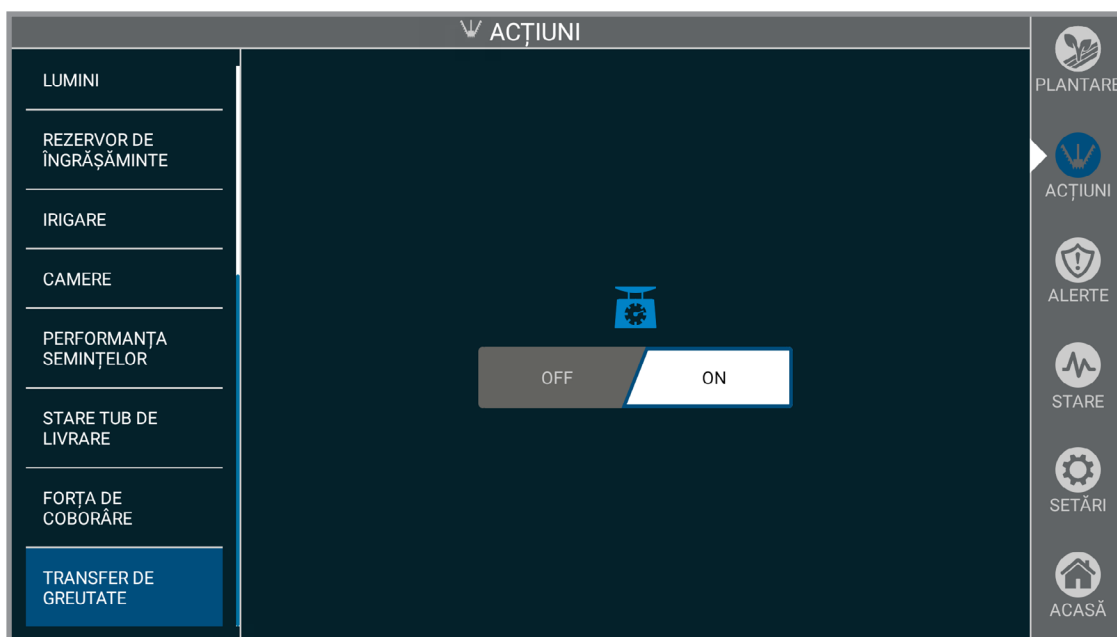 ACȚIUNI
LUMINI
REZERVOR DE
ÎNGRĂȘĂMINTE
IRIGARE
CAMERE
PERFORMANȚA
SEMINȚELOR
STARE TUB DE
LIVRARE
FORȚA DE
COBORÂRE
TRANSFER DE
GREUTATE
OFF
ON
PLANTARE
ACȚIUNI
ALERTE
STARE
SETĂRI
ACASĂ